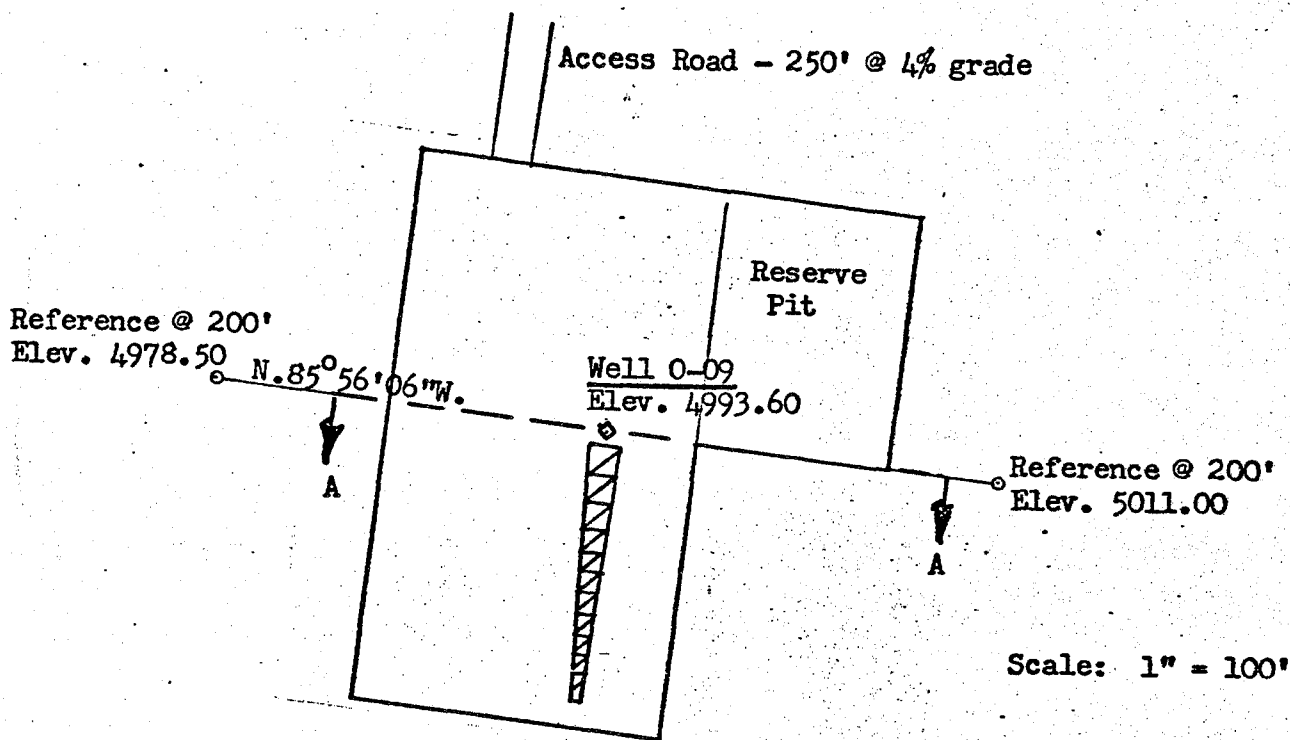 Access Road - 250' @ 4% grade
Reserve
Pit
Reference @ 200'
Elev. 4978.50
N.85°56'06"W.
Well O-09
Elev. 4993.60
Reference @ 200'
Elev. 5011.00
A
A
Scale: 1" = 100'